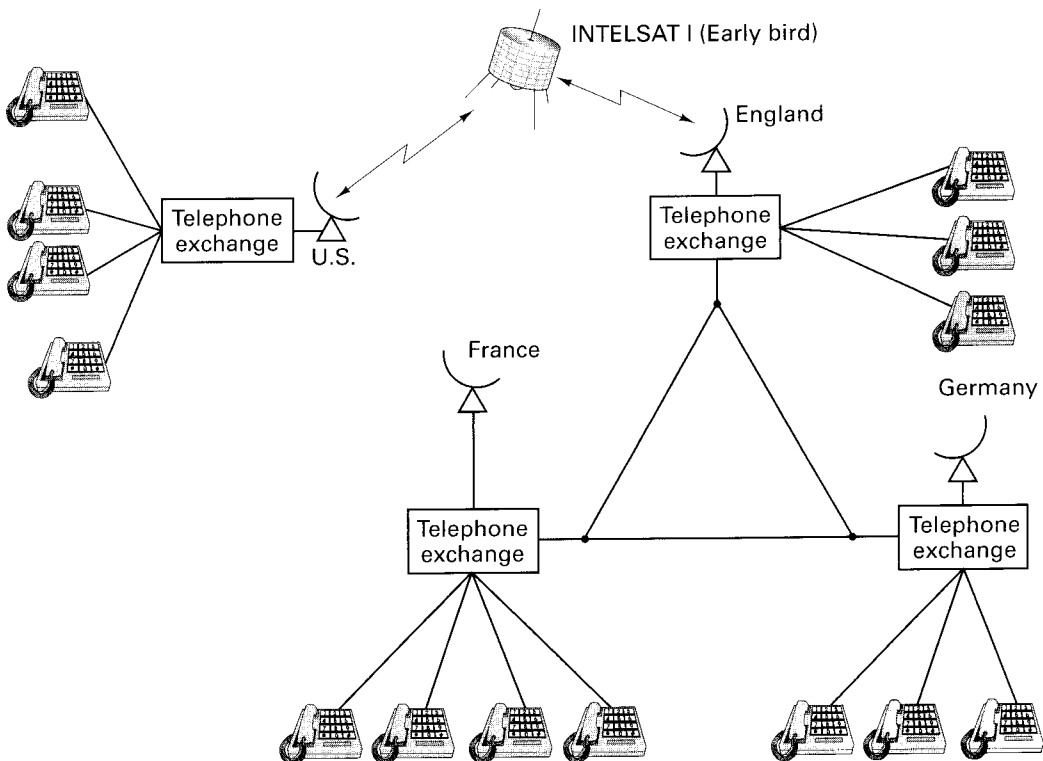 INTELSAT I (Early bird)
England
Telephone
exchange
U.S.
Telephone
exchange
France
Germany
Telephone
exchange
Telephone
exchange